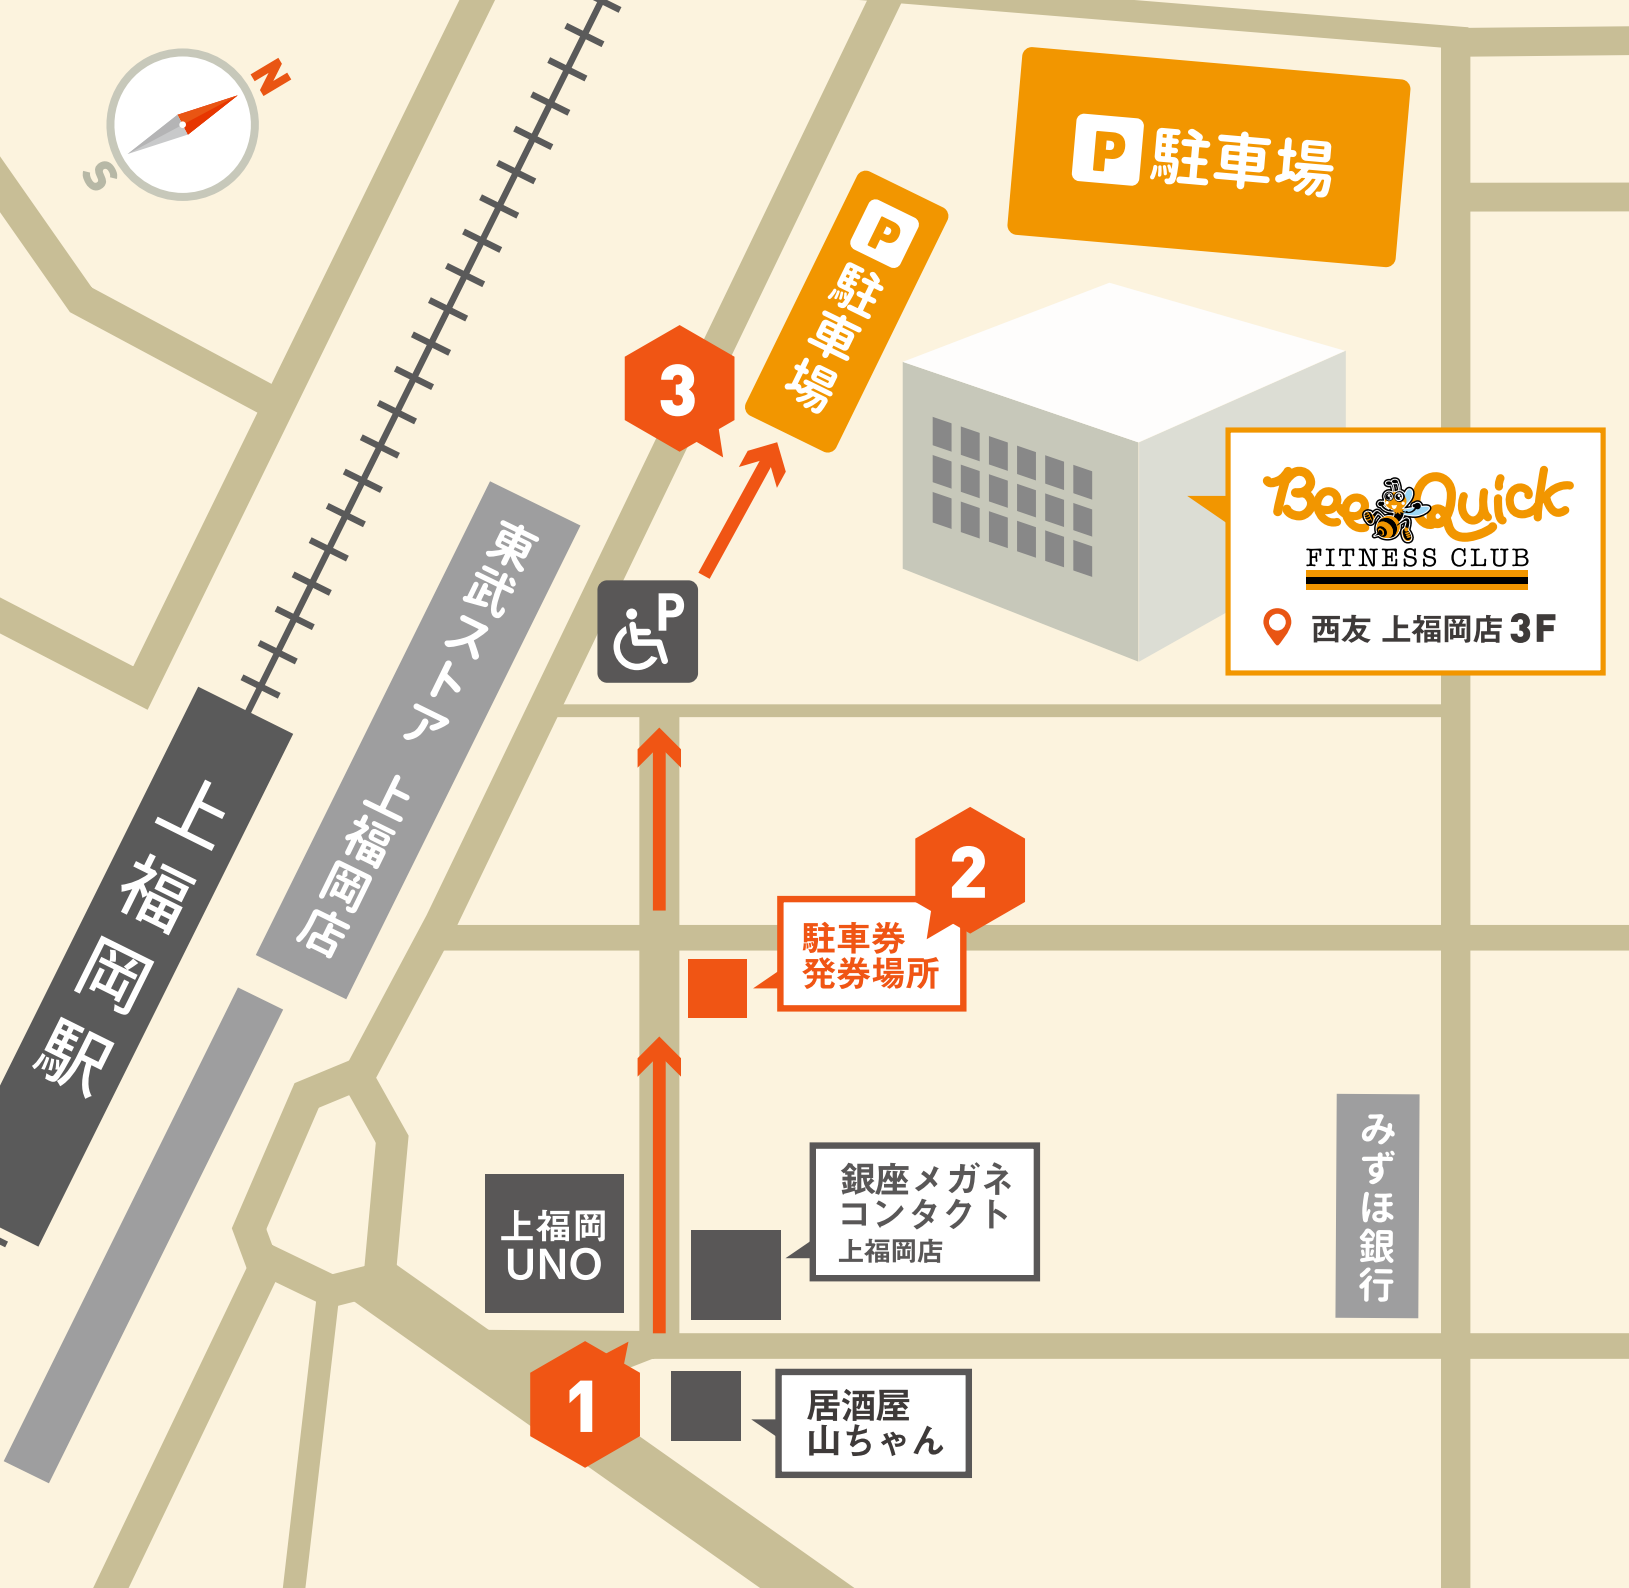 N
S
P 駐車場
P 駐車場
3
Bee Quick
FITNESS CLUB
西友 上福岡店 3F
東武ストア 上福岡店
P
上福岡駅
2
駐車券
発券場所
みずほ銀行
銀座メガネ
コンタクト
上福岡店
上福岡
UNO
1
居酒屋
山ちゃん